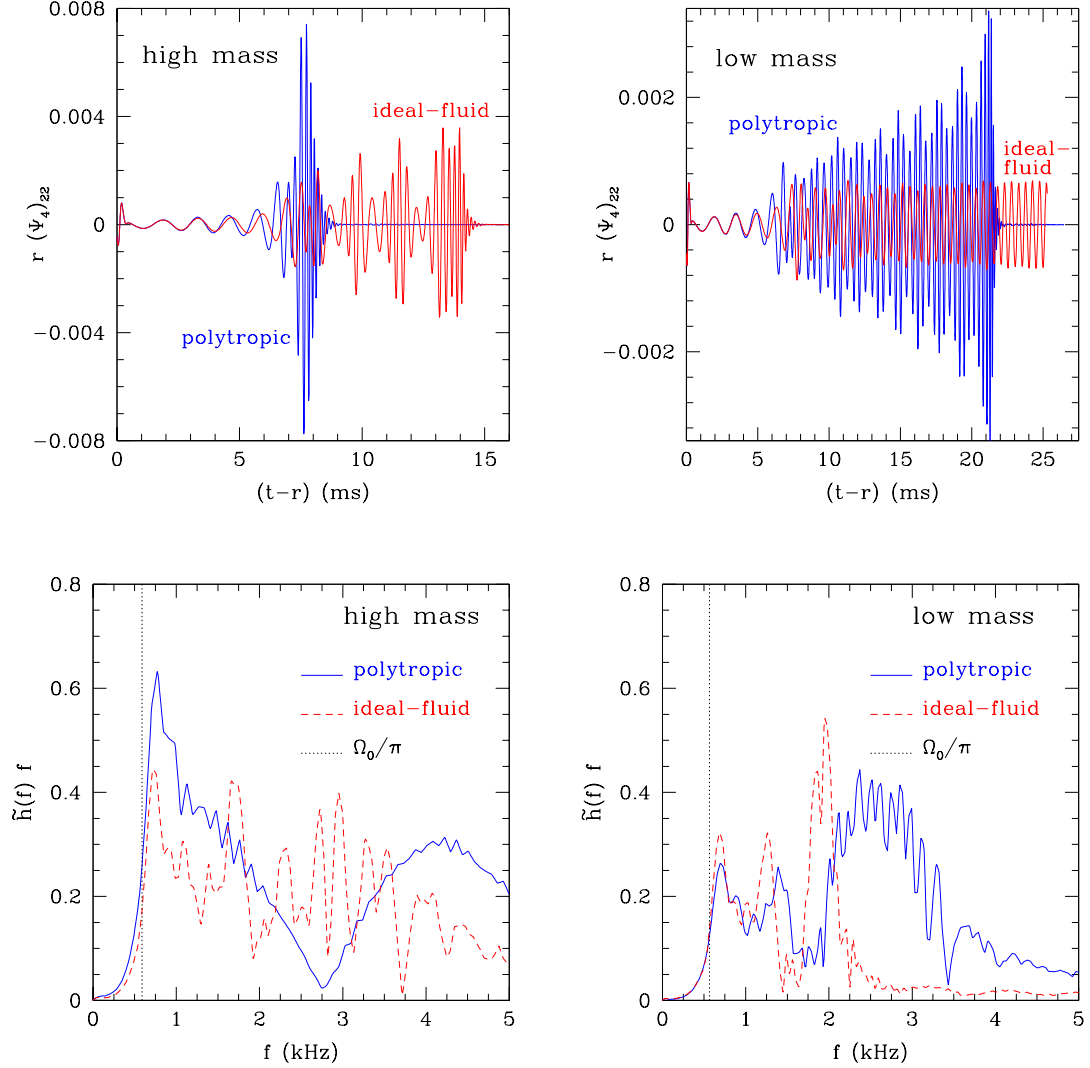 0.008
0.004
0
−0.004
−0.008
r (Ψ₄)₂₂
high mass
ideal−fluid
polytropic
0
5
10
15
(t−r) (ms)
0.002
0
−0.002
r (Ψ₄)₂₂
low mass
polytropic
ideal−
fluid
0
5
10
15
20
25
(t−r) (ms)
0.8
0.6
0.4
0.2
0
h̃(f) f
high mass
polytropic
ideal−fluid
Ω₀/π
0
1
2
3
4
5
f (kHz)
0.8
0.6
0.4
0.2
0
h̃(f) f
low mass
polytropic
ideal−fluid
Ω₀/π
0
1
2
3
4
5
f (kHz)